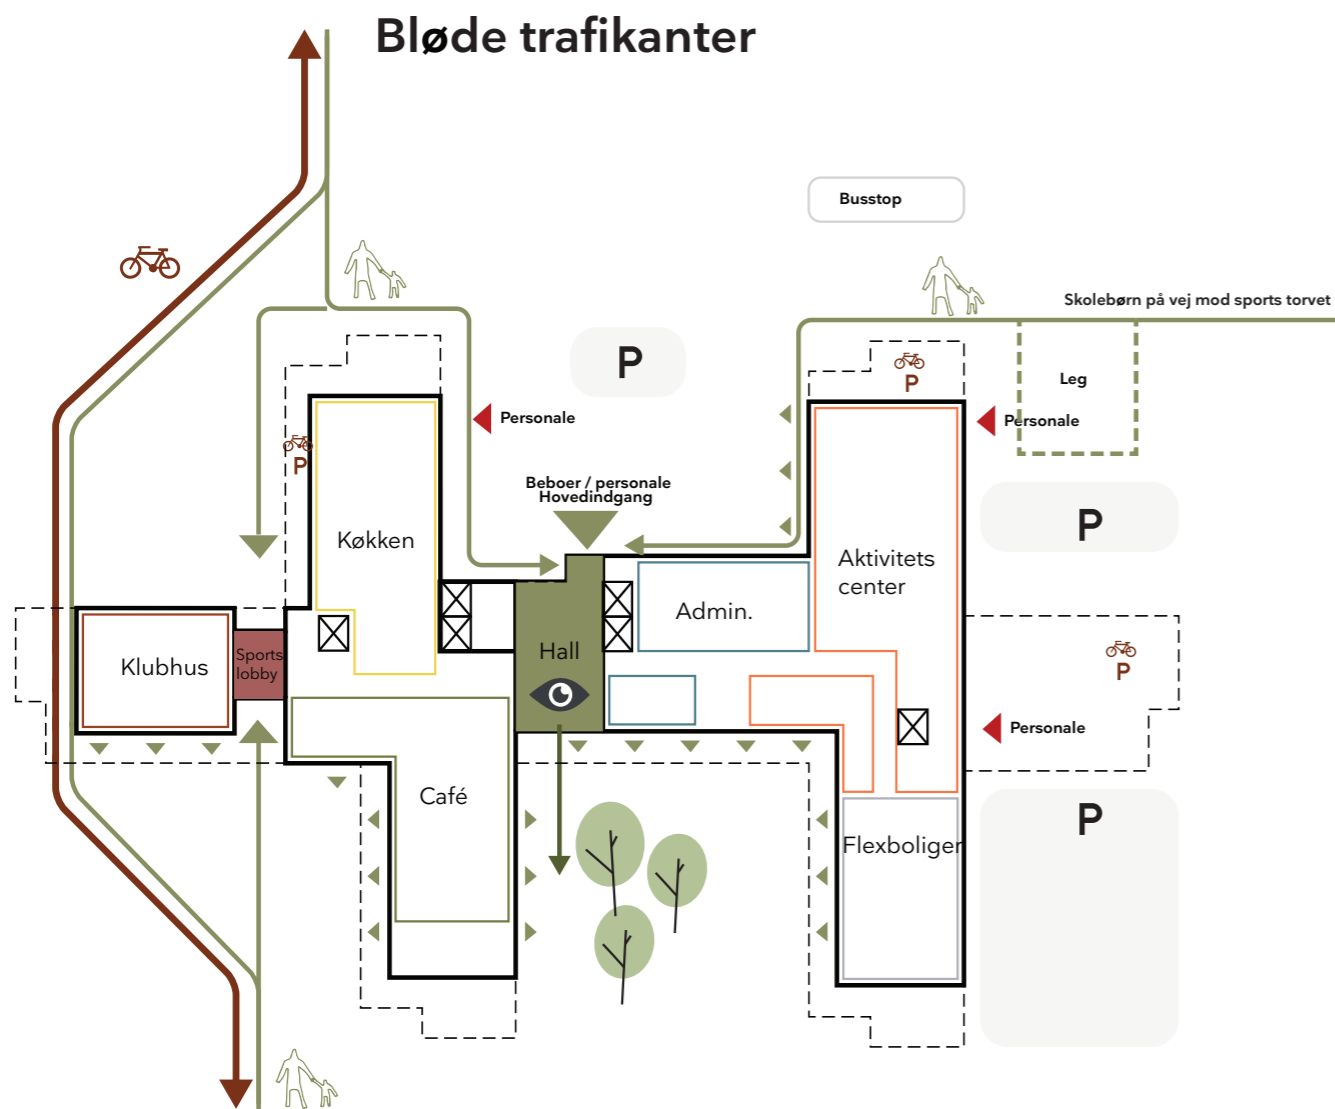 Bløde trafikanter
Busstop
Skolebørn på vej mod sports torvet
P
P
Leg
Personale
Personale
P
Beboer / personale
Hovedindgang
P
Køkken
Aktivitets
center
Admin.
Klubhus
Sports
lobby
Hall
P
Personale
Café
P
Flexboliger